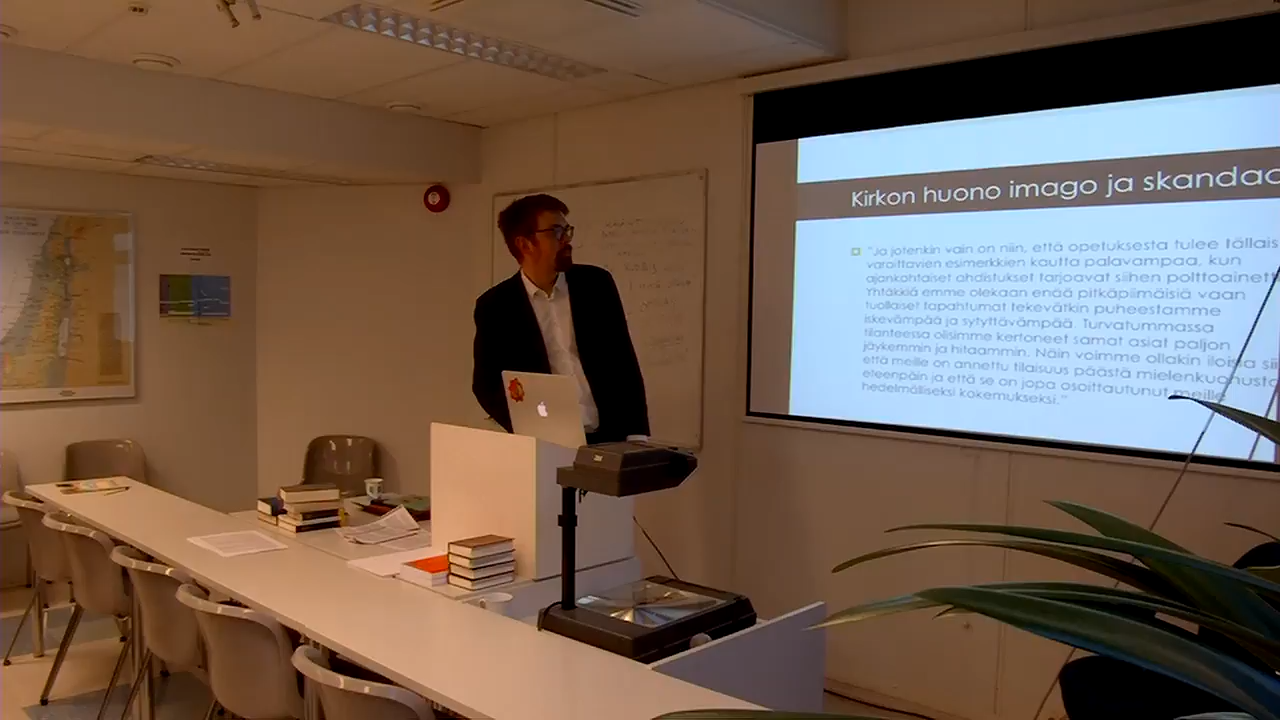 Kirkon huono imago ja skandaa
"Ja jotenkin vain on niin, että opetuksesta tulee tällais
varoittavien esimerkkien kautta palavampaa, kun
ajankohtaiset ahdistukset tarjoavat siihen polttoainett
Yhtäkkiä emme olekaan enää pitkäpiimäisiä vaan
tuollaiset tapahtumat tekevätkin puheestamme
iskevämpää ja sytyttävämpää. Turvatummassa
tilanteessa olisimme kertoneet samat asiat paljon
jäykemmin ja hitaammin. Näin voimme ollakin iloisia sii
että meille on annettu tilaisuus päästä mielenkuohusta
eteenpäin ja että se on jopa osoittautunut meille
hedelmälliseksi kokemukseksi."